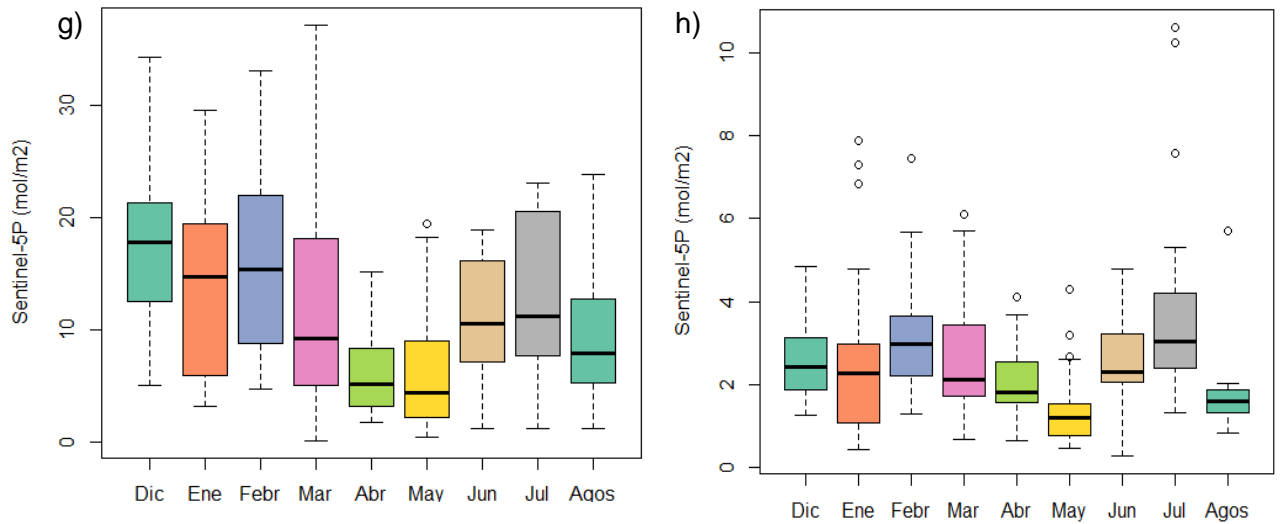 g)
Sentinel-5P (mol/m2)
30
20
10
0
Dic Ene Febr Mar Abr May Jun Jul Agos
h)
Sentinel-5P (mol/m2)
10
8
6
4
2
0
Dic Ene Febr Mar Abr May Jun Jul Agos